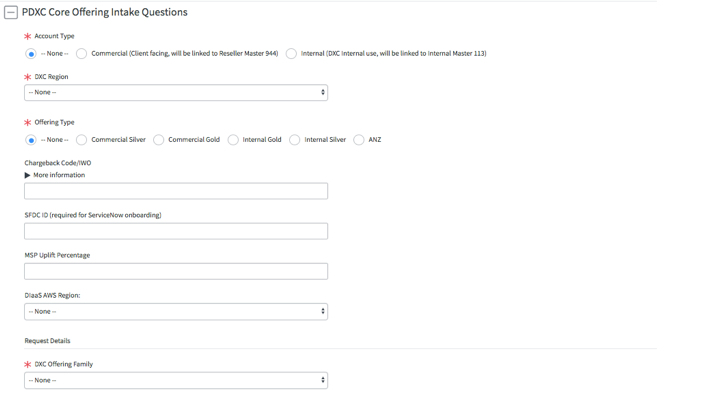 PDXC Core Offering Intake Questions
Account Type
-- None -- Commercial (Client facing, will be linked to Reseller Master 944) Internal (DXC Internal use, will be linked to Internal Master 113)
DXC Region
-- None --
Offering Type
-- None -- Commercial Silver Commercial Gold Internal Gold Internal Silver ANZ
Chargeback Code/IWO
More information
SFDC ID (required for ServiceNow onboarding)
MSP Uplift Percentage
DIaaS AWS Region:
-- None --
Request Details
DXC Offering Family
-- None --